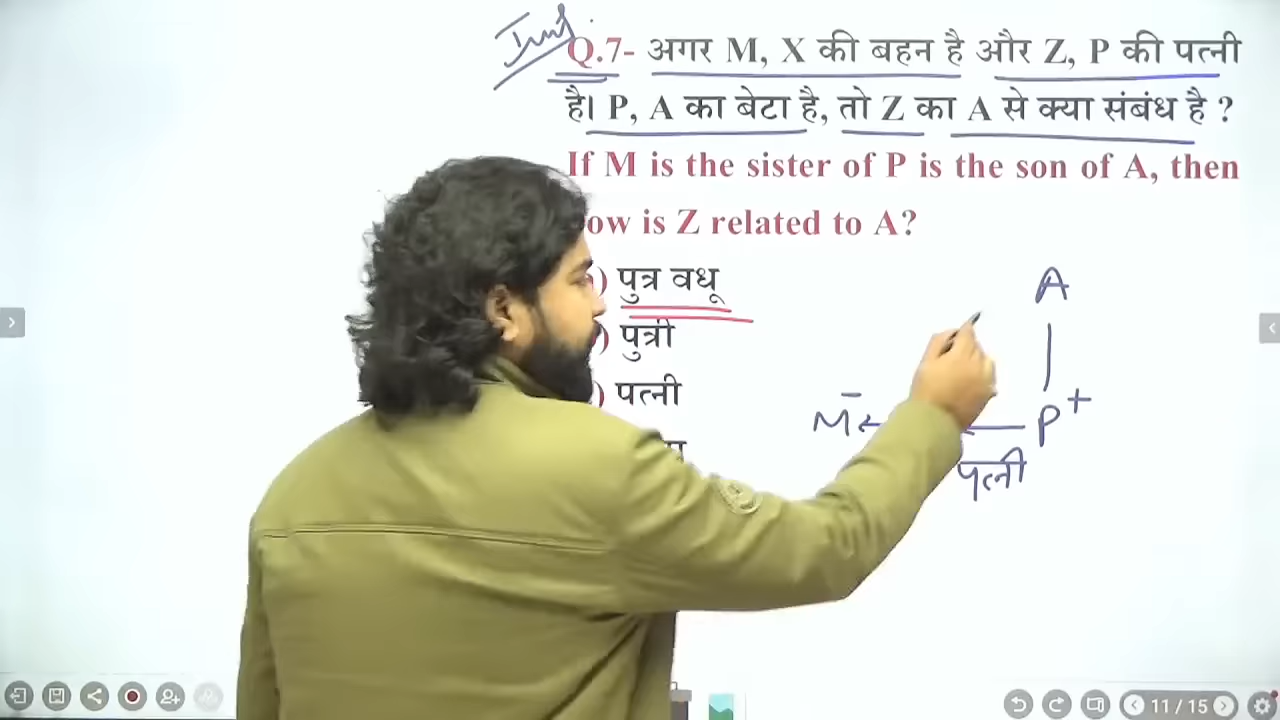 Q.7- अगर M, X की बहन है और Z, P की पत्नी
है। P, A का बेटा है, तो Z का A से क्या संबंध है ?
If M is the sister of P is the son of A, then
ow is Z related to A?
) पुत्र वधू
) पुत्री
) पत्नी
A
M
P +
पत्नी
11 / 15